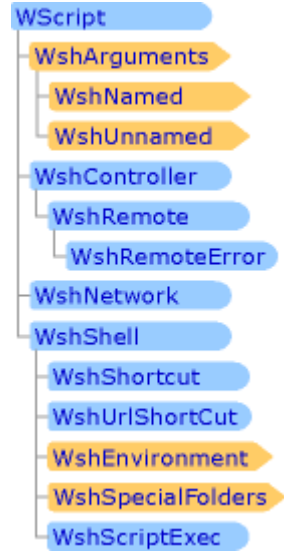 WScript
WshArguments
WshNamed
WshUnnamed
WshController
WshRemote
WshRemoteError
WshNetwork
WshShell
WshShortcut
WshUrlShortCut
WshEnvironment
WshSpecialFolders
WshScriptExec